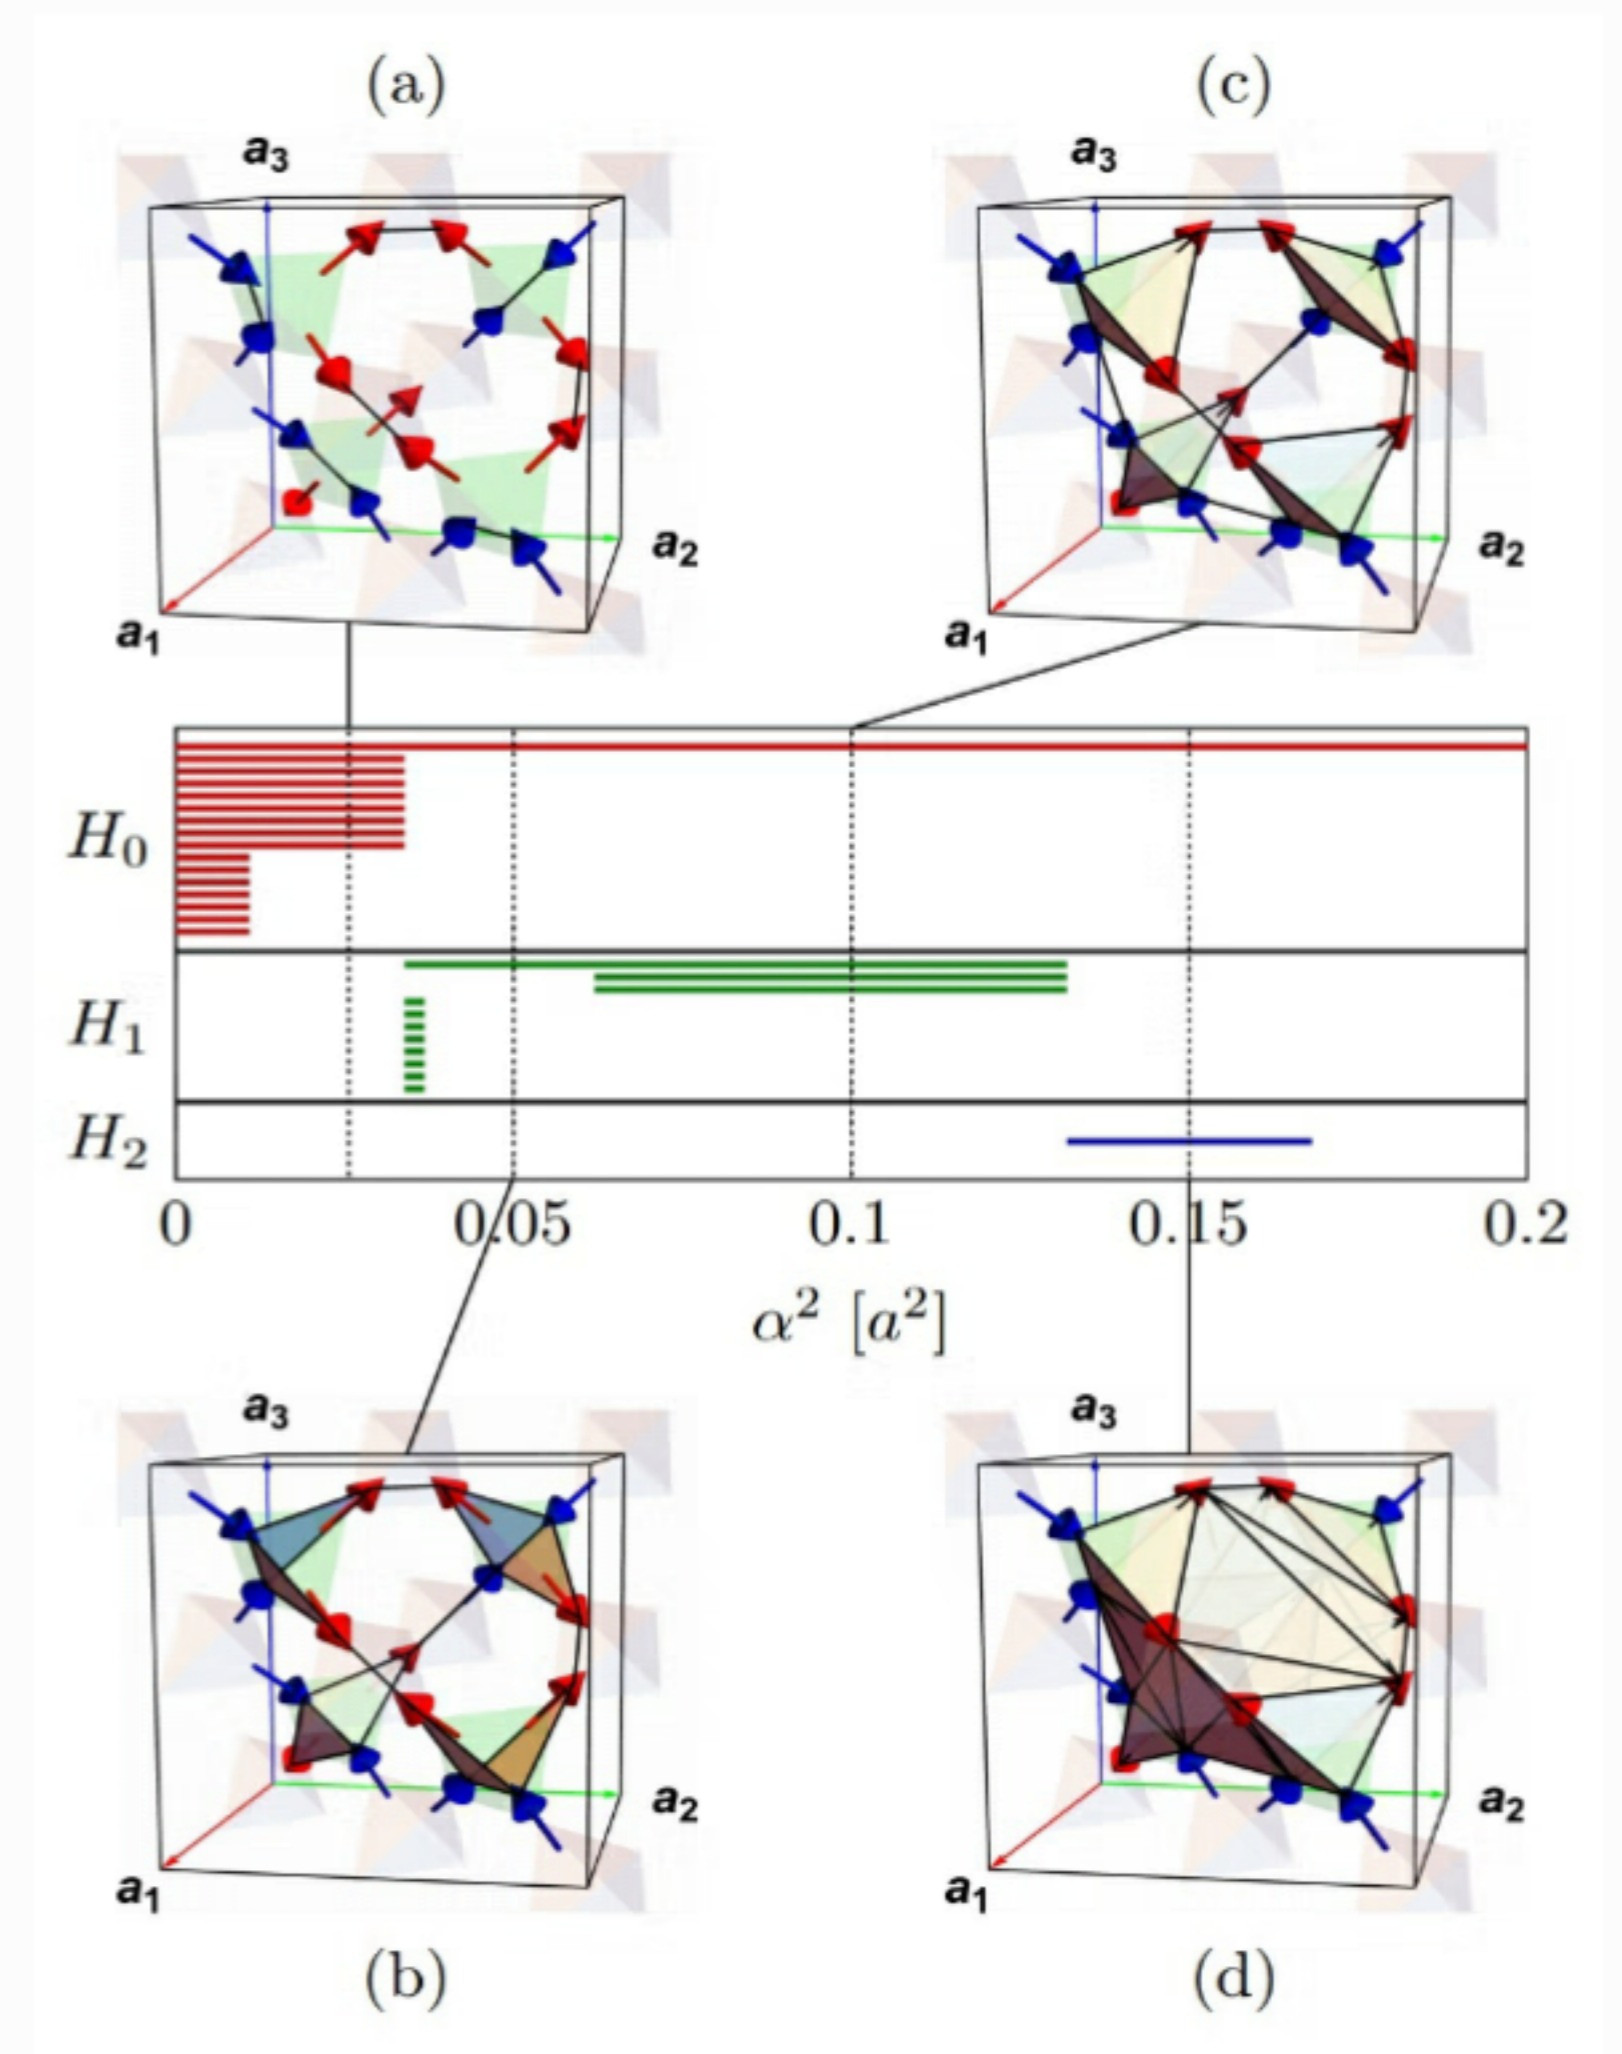 (a) (c)
a3 a3
a2 a2
a1 a1
H0
H1
H2
0 0.05 0.1 0.15 0.2
α² [a²]
a3 a3
a2 a2
a1 a1
(b) (d)